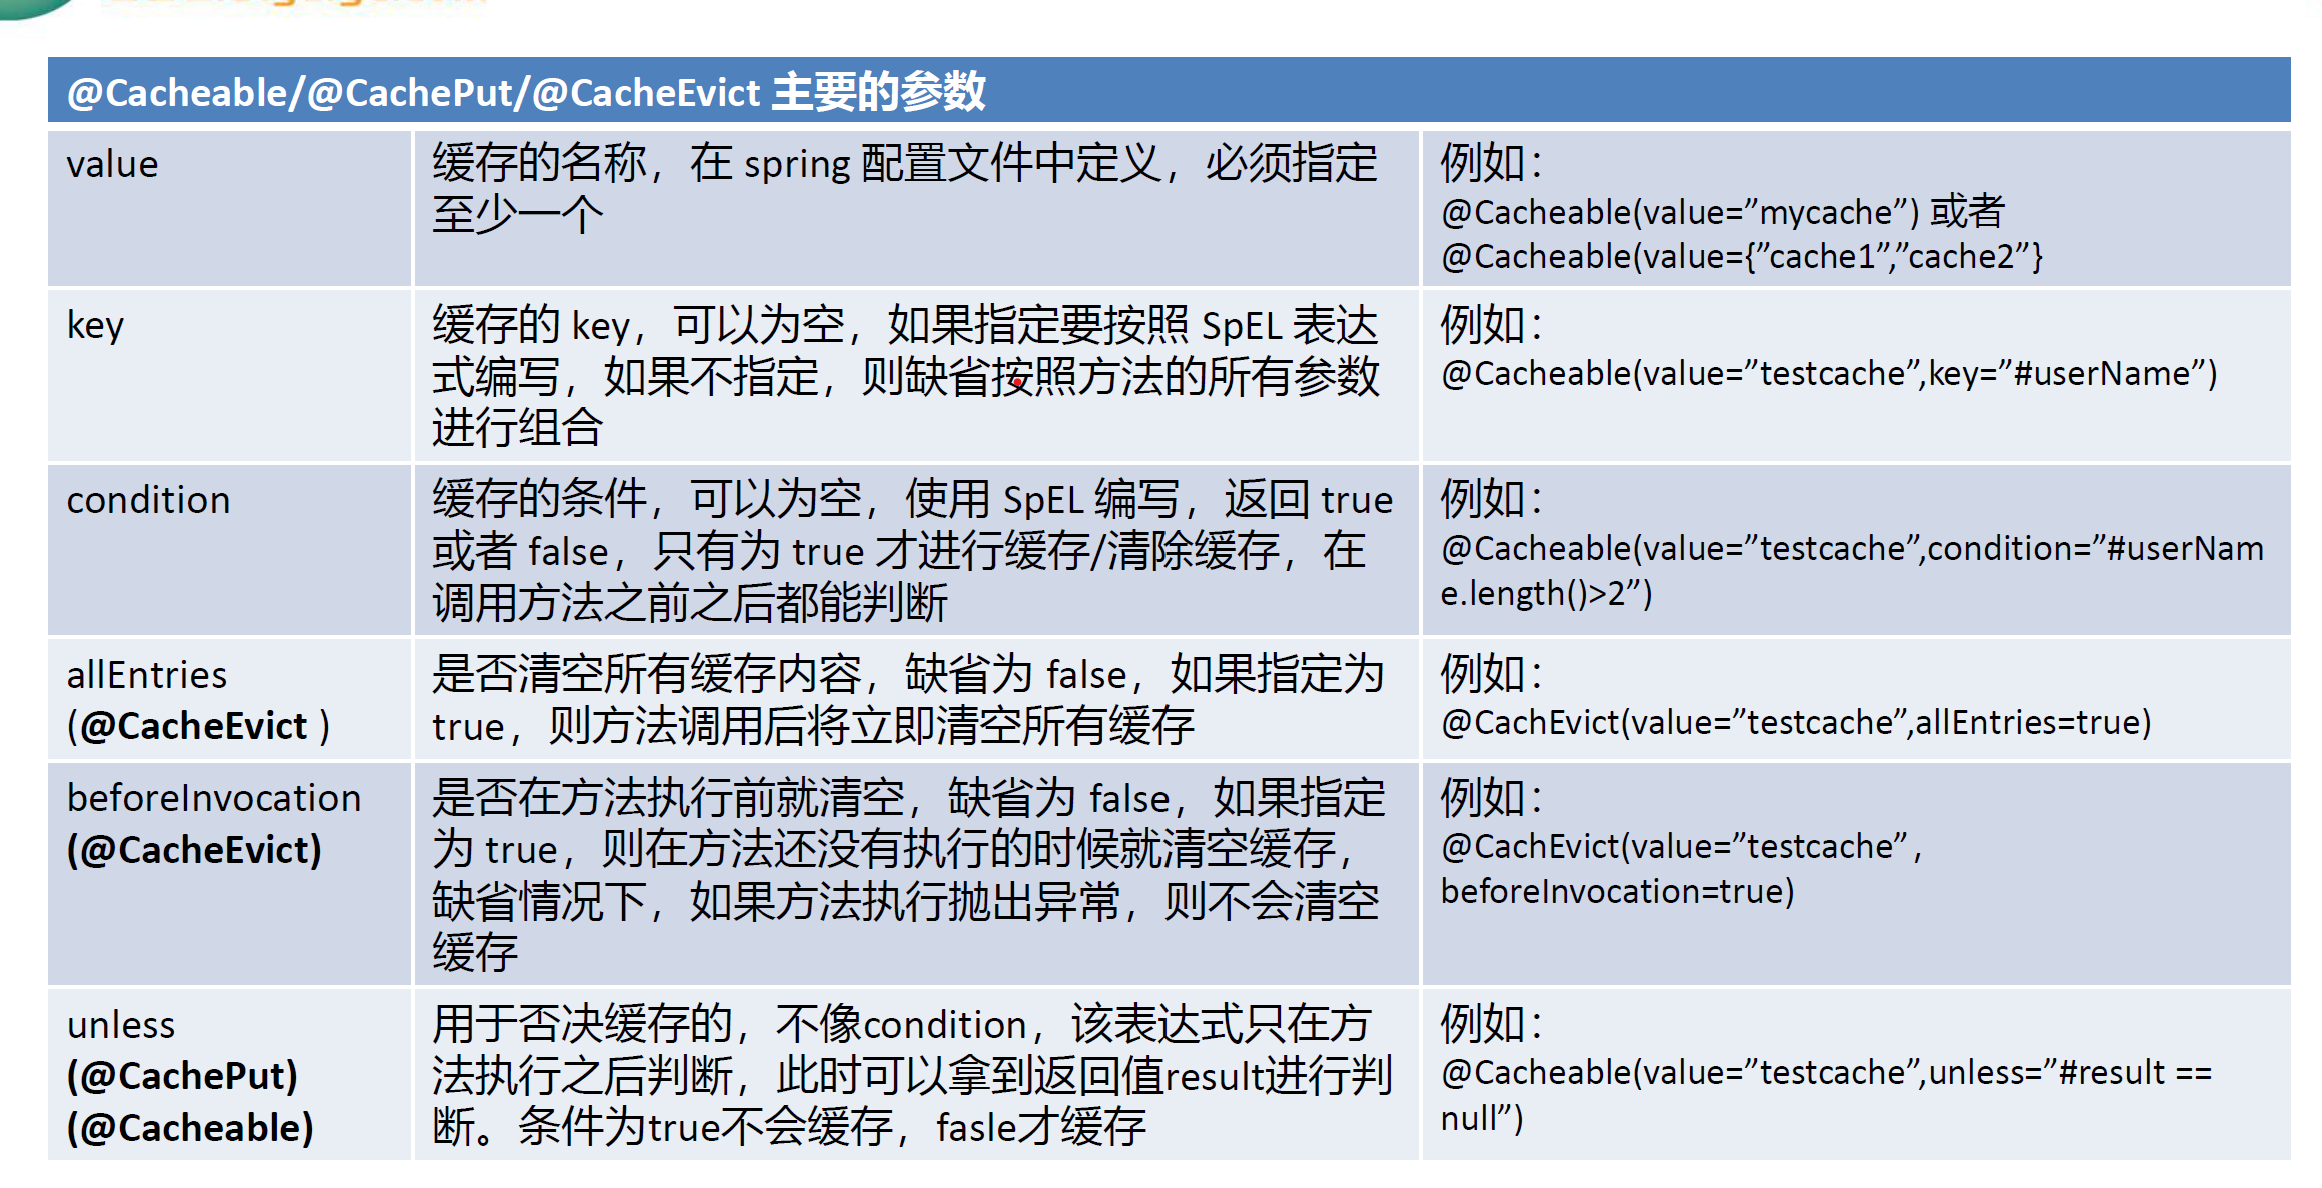 @Cacheable/@CachePut/@CacheEvict 主要的参数
value
缓存的名称，在 spring 配置文件中定义，必须指定
至少一个
例如：
@Cacheable(value=”mycache”) 或者
@Cacheable(value={”cache1”,”cache2”}
key
缓存的 key，可以为空，如果指定要按照 SpEL 表达
式编写，如果不指定，则缺省按照方法的所有参数
进行组合
例如：
@Cacheable(value=”testcache”,key=”#userName”)
condition
缓存的条件，可以为空，使用 SpEL 编写，返回 true
或者 false，只有为 true 才进行缓存/清除缓存，在
调用方法之前之后都能判断
例如：
@Cacheable(value=”testcache”,condition=”#userNam
e.length()>2”)
allEntries
(@CacheEvict )
是否清空所有缓存内容，缺省为 false，如果指定为
true，则方法调用后将立即清空所有缓存
例如：
@CachEvict(value=”testcache”,allEntries=true)
beforeInvocation
(@CacheEvict)
是否在方法执行前就清空，缺省为 false，如果指定
为 true，则在方法还没有执行的时候就清空缓存，
缺省情况下，如果方法执行抛出异常，则不会清空
缓存
例如：
@CachEvict(value=”testcache”，
beforeInvocation=true)
unless
(@CachePut)
(@Cacheable)
用于否决缓存的，不像condition，该表达式只在方
法执行之后判断，此时可以拿到返回值result进行判
断。条件为true不会缓存，fasle才缓存
例如：
@Cacheable(value=”testcache”,unless=”#result ==
null”)